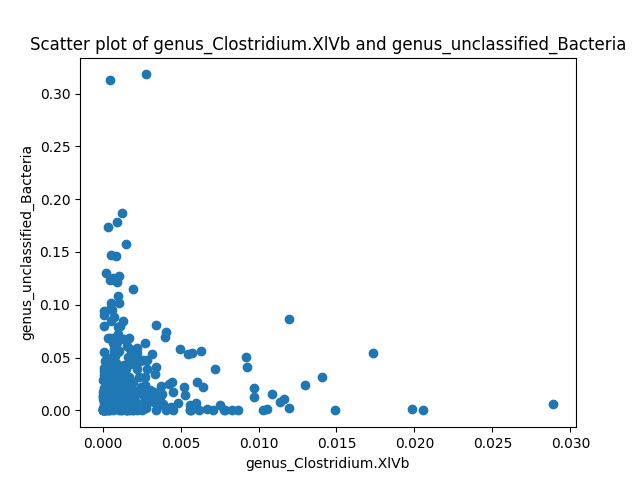 Scatter plot of genus_Clostridium.XlVb and genus_unclassified_Bacteria
genus_unclassified_Bacteria
0.30
0.25
0.20
0.15
0.10
0.05
0.00
0.000 0.005 0.010 0.015 0.020 0.025 0.030
genus_Clostridium.XlVb